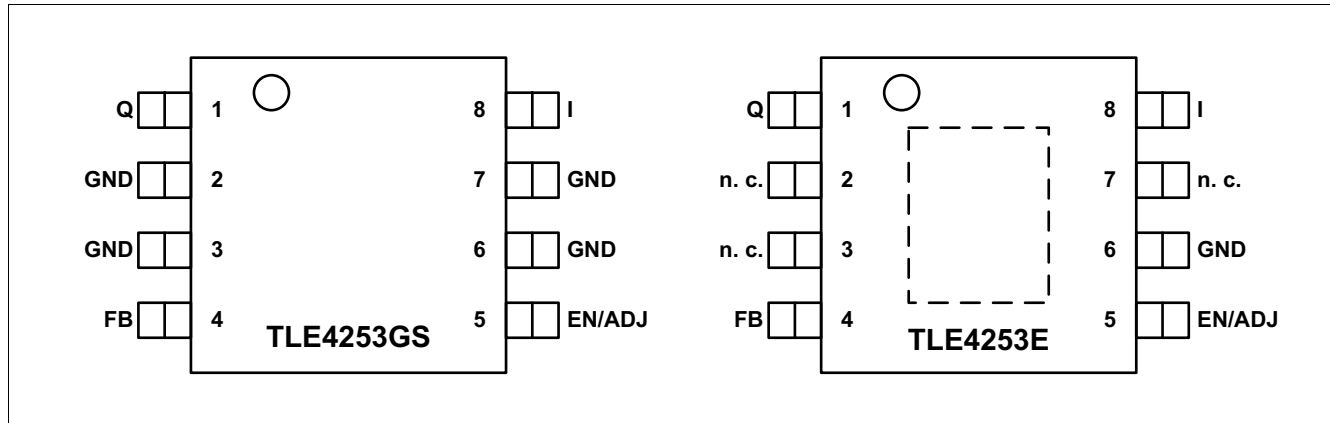 Q 1 8 I
GND 2 7 GND
GND 3 6 GND
FB 4 5 EN/ADJ
TLE4253GS
Q 1 8 I
n. c. 2 7 n. c.
n. c. 3 6 GND
FB 4 5 EN/ADJ
TLE4253E